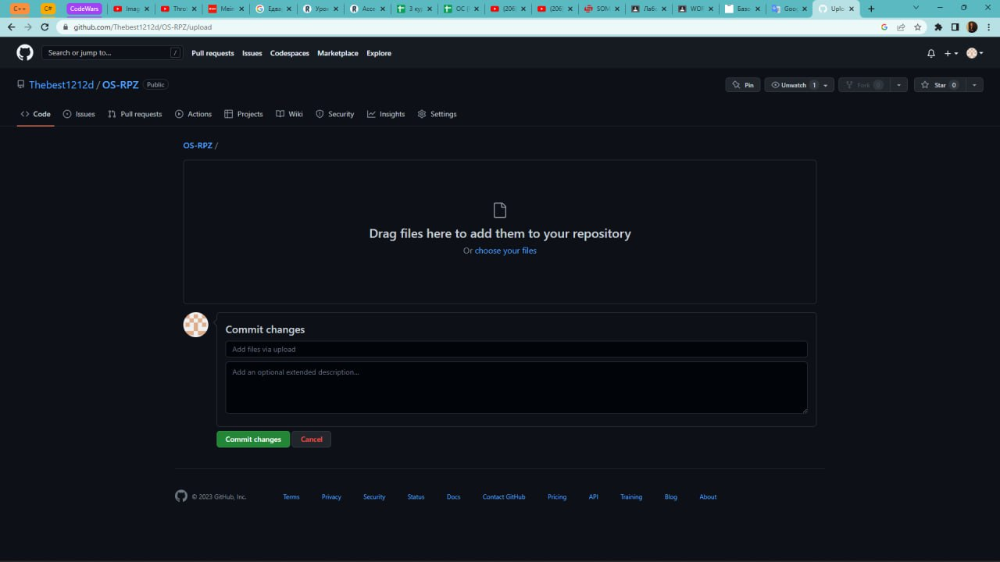 C++ C# CodeWars Imag Thro Mein Едва Урок Acce 3 ку ОС ( (206) (206) SOM Лаб. WOF База Goog Uplo
github.com/Thebest1212d/OS-RPZ/upload
Search or jump to... / Pull requests Issues Codespaces Marketplace Explore
Thebest1212d / OS-RPZ Public Pin Unwatch 1 Fork 0 Star 0
Code Issues Pull requests Actions Projects Wiki Security Insights Settings
OS-RPZ /
Drag files here to add them to your repository
Or choose your files
Commit changes
Add files via upload
Add an optional extended description...
Commit changes Cancel
© 2023 GitHub, Inc. Terms Privacy Security Status Docs Contact GitHub Pricing API Training Blog About